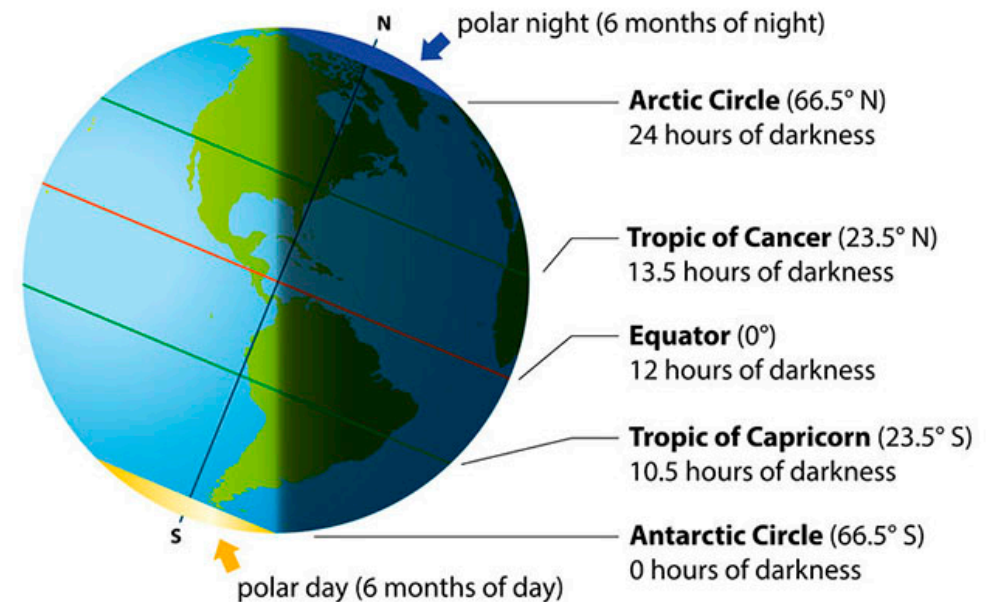 N
polar night (6 months of night)
Arctic Circle (66.5° N)
24 hours of darkness
Tropic of Cancer (23.5° N)
13.5 hours of darkness
Equator (0°)
12 hours of darkness
Tropic of Capricorn (23.5° S)
10.5 hours of darkness
Antarctic Circle (66.5° S)
0 hours of darkness
S
polar day (6 months of day)